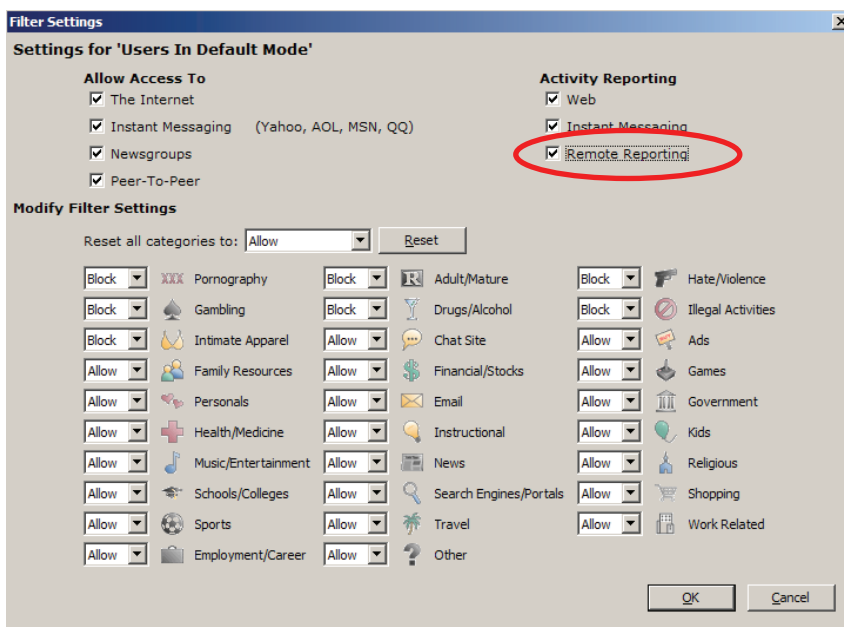 Filter Settings
Settings for 'Users In Default Mode'
Allow Access To Activity Reporting
The Internet Web
Instant Messaging (Yahoo, AOL, MSN, QQ) Instant Messaging
Newsgroups Remote Reporting
Peer-To-Peer
Modify Filter Settings
Reset all categories to: Allow Reset
Block XXX Pornography Block R Adult/Mature Block Hate/Violence
Block Gambling Block Drugs/Alcohol Block Illegal Activities
Block Intimate Apparel Allow Chat Site Allow Ads
Allow Family Resources Allow Financial/Stocks Allow Games
Allow Personals Allow Email Allow Government
Allow Health/Medicine Allow Instructional Allow Kids
Allow Music/Entertainment Allow News Allow Religious
Allow Schools/Colleges Allow Search Engines/Portals Allow Shopping
Allow Sports Allow Travel Allow Work Related
Allow Employment/Career Allow ? Other
OK Cancel